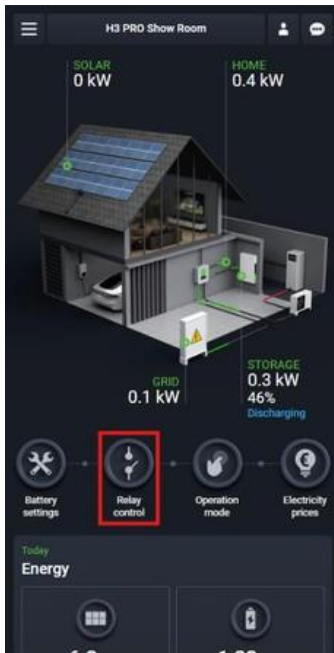 H3 PRO Show Room
SOLAR
0 kW
HOME
0.4 kW
GRID
0.1 kW
STORAGE
0.3 kW
46%
Discharging
Battery
settings
Relay
control
Operation
mode
Electricity
prices
Today
Energy